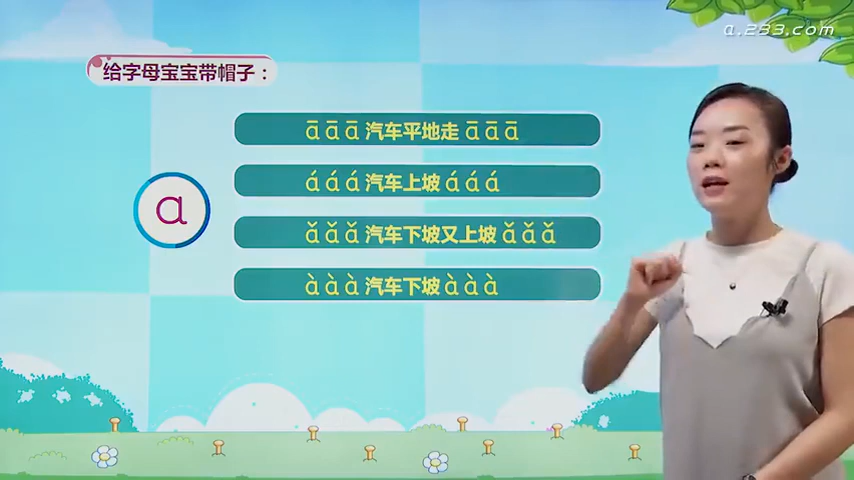 a.233.com
给字母宝宝带帽子：
ā ā ā 汽车平地走 ā ā ā
á á á 汽车上坡 á á á
a
ǎ ǎ ǎ 汽车下坡又上坡 ǎ ǎ ǎ
à à à 汽车下坡 à à à